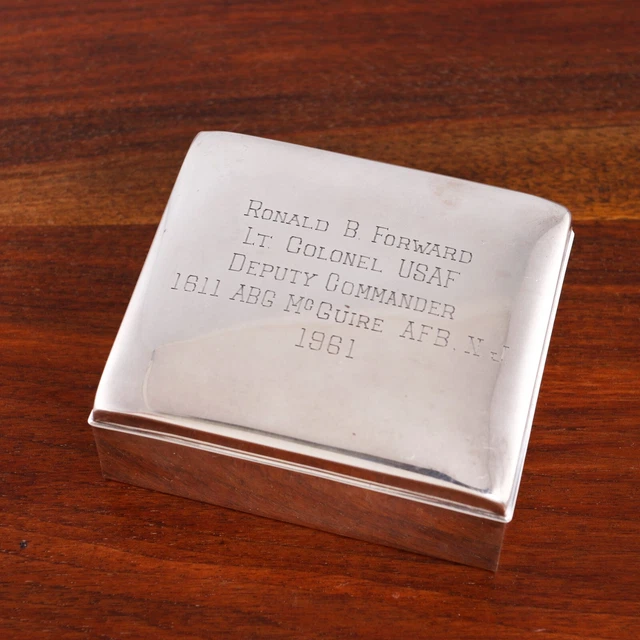 Ronald B Forward
Lt. Colonel USAF
Deputy Commander
1611 ABG McGuire AFB, N.J
1961